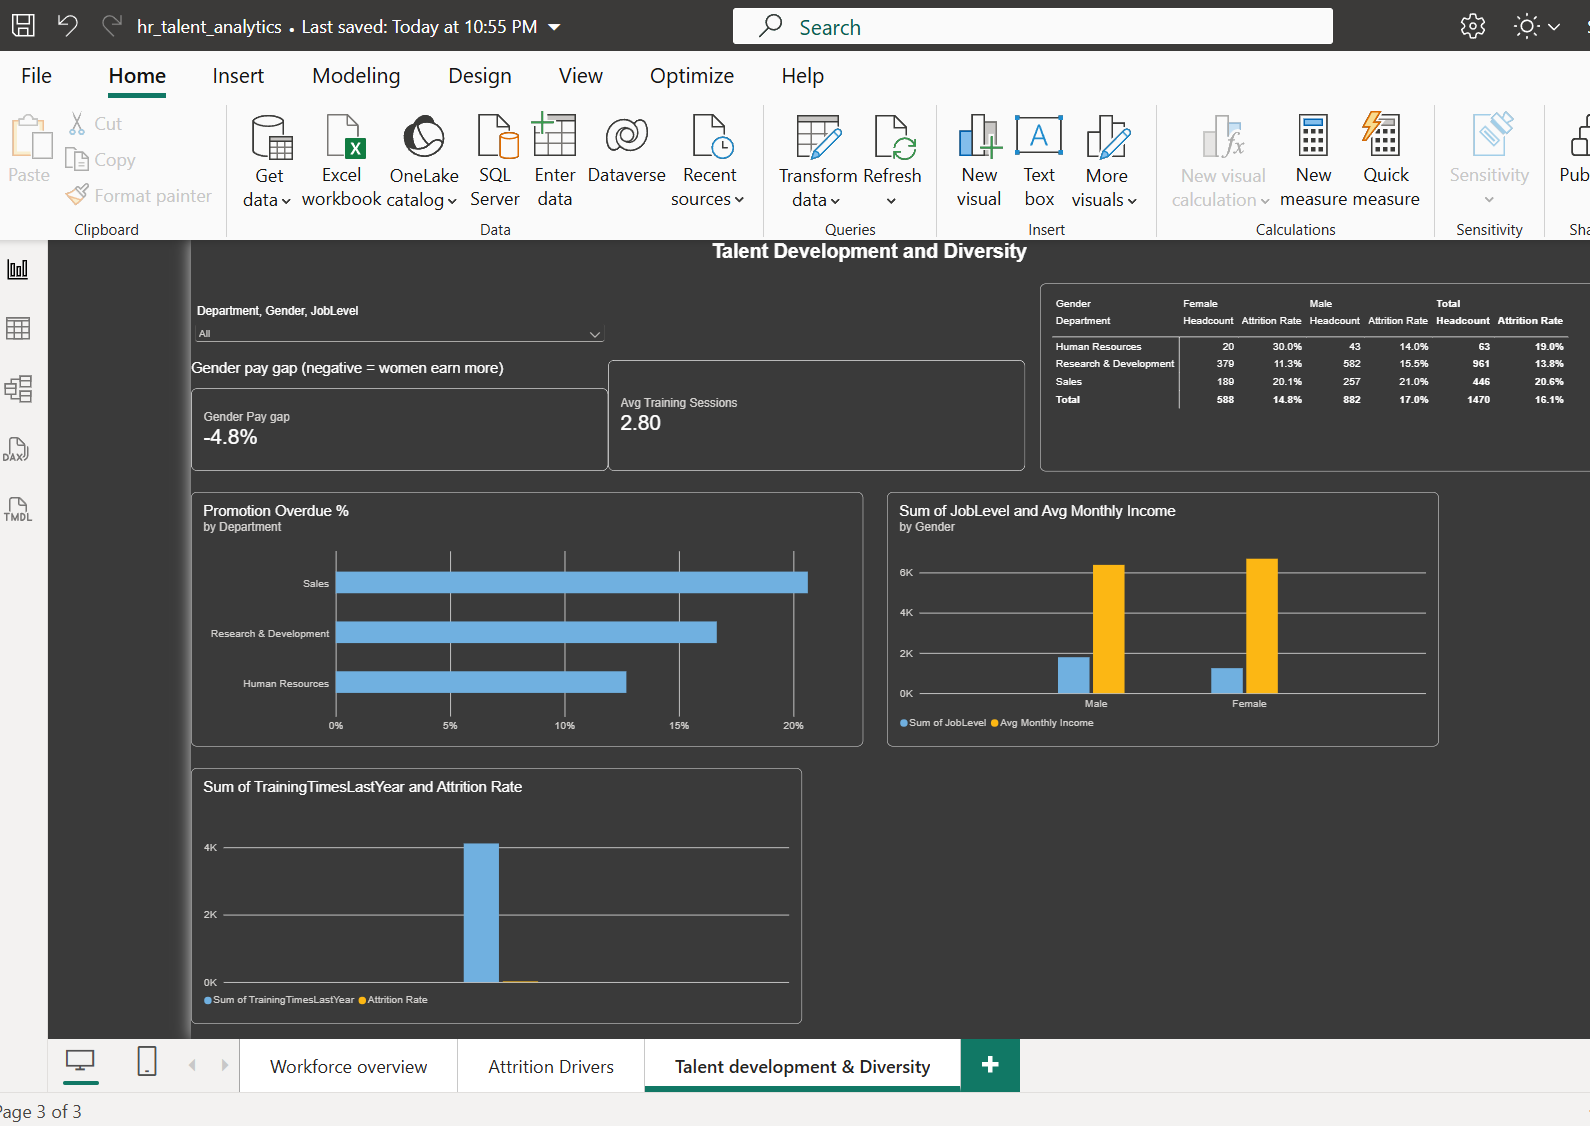 hr_talent_analytics • Last saved: Today at 10:55 PM
Search
File Home Insert Modeling Design View Optimize Help
Paste
Cut
Copy
Format painter
Clipboard
Get data
Excel workbook
OneLake catalog
SQL Server
Enter data
Dataverse
Recent sources
Data
Transform data
Refresh
Queries
New visual
Text box
More visuals
Insert
New visual calculation
New measure
Quick measure
Calculations
Sensitivity
Sensitivity
Pub
Sha
DAX
TMDL
Talent Development and Diversity
Department, Gender, JobLevel
All
Gender pay gap (negative = women earn more)
Gender Pay gap
-4.8%
Avg Training Sessions
2.80
Gender Female Male Total
Department Headcount Attrition Rate Headcount Attrition Rate Headcount Attrition Rate
Human Resources 20 30.0% 43 14.0% 63 19.0%
Research & Development 379 11.3% 582 15.5% 961 13.8%
Sales 189 20.1% 257 21.0% 446 20.6%
Total 588 14.8% 882 17.0% 1470 16.1%
Promotion Overdue %
by Department
Sales
Research & Development
Human Resources
0% 5% 10% 15% 20%
Sum of JobLevel and Avg Monthly Income
by Gender
6K
4K
2K
0K
Male Female
Sum of JobLevel Avg Monthly Income
Sum of TrainingTimesLastYear and Attrition Rate
4K
2K
0K
Sum of TrainingTimesLastYear Attrition Rate
Workforce overview Attrition Drivers Talent development & Diversity +
Page 3 of 3